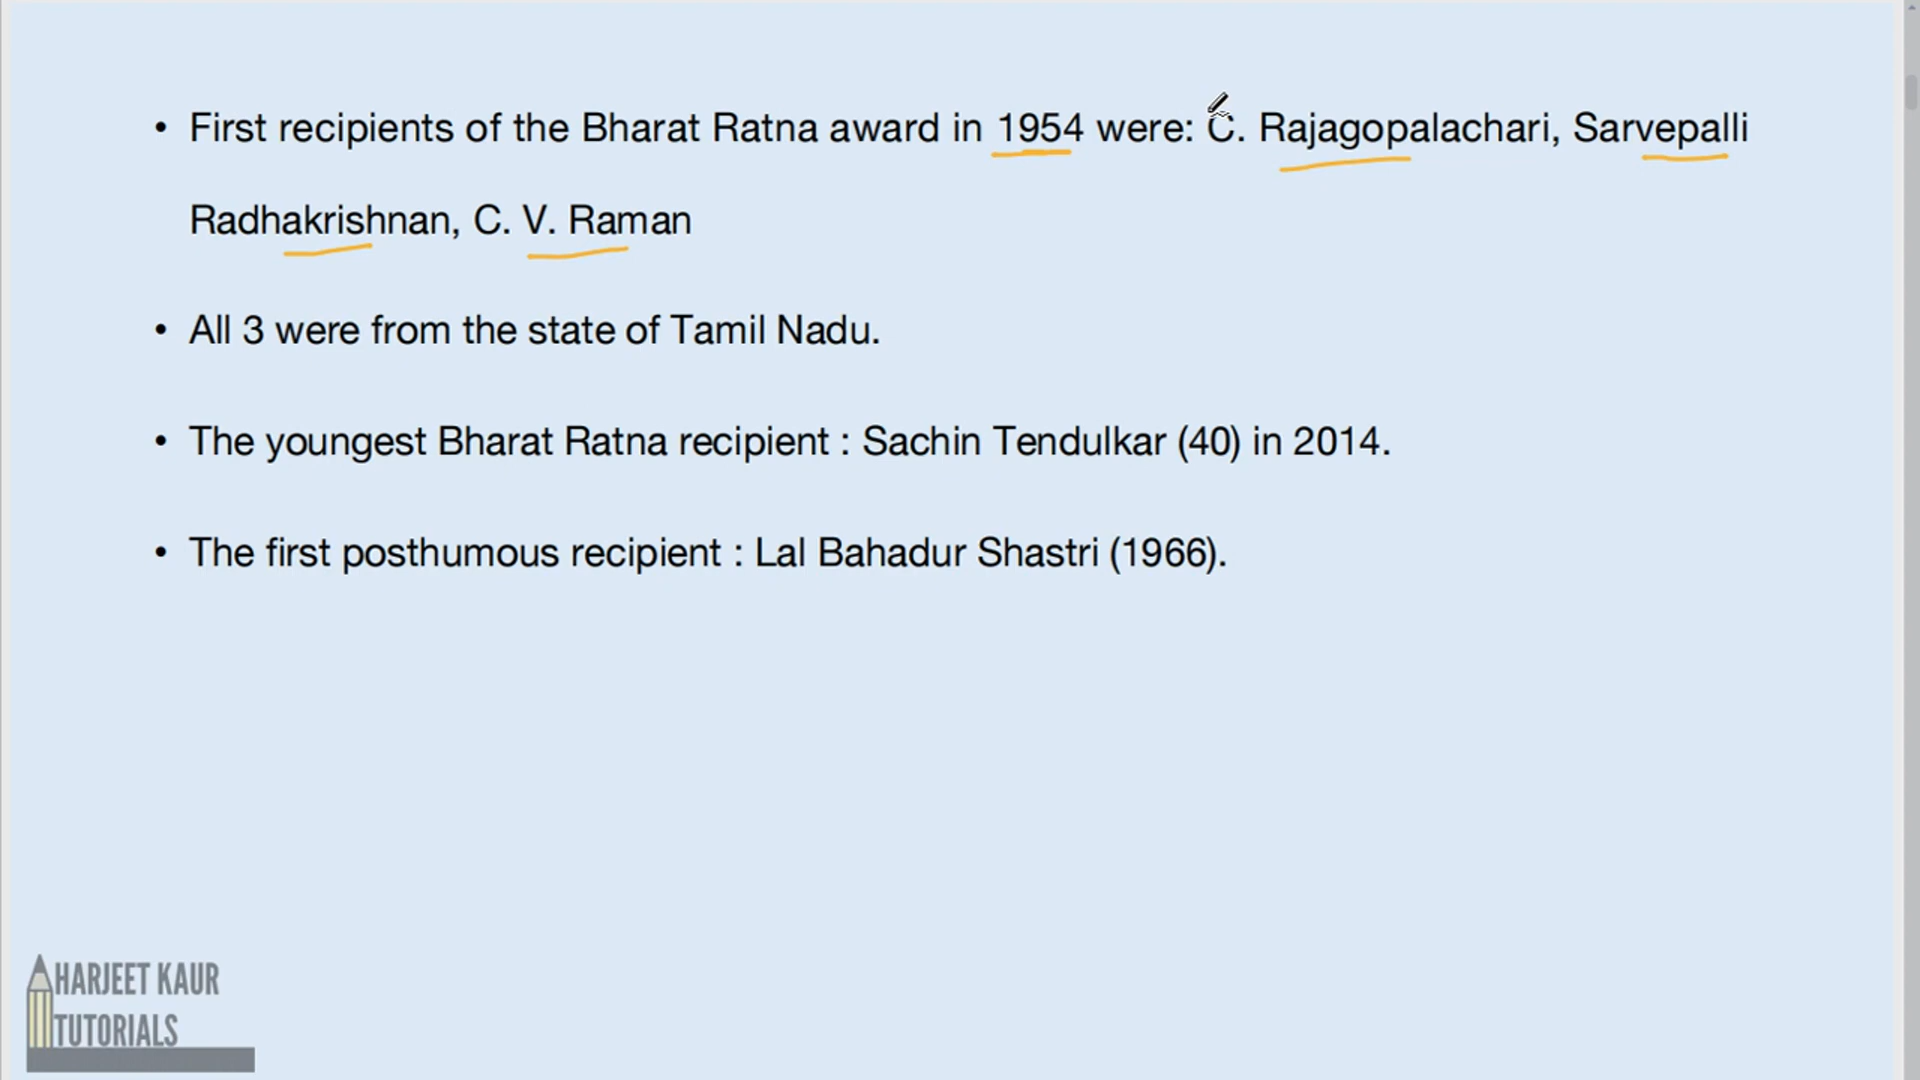 • First recipients of the Bharat Ratna award in 1954 were: C. Rajagopalachari, Sarvepalli
Radhakrishnan, C. V. Raman
• All 3 were from the state of Tamil Nadu.
• The youngest Bharat Ratna recipient : Sachin Tendulkar (40) in 2014.
• The first posthumous recipient : Lal Bahadur Shastri (1966).
HARJEET KAUR
TUTORIALS